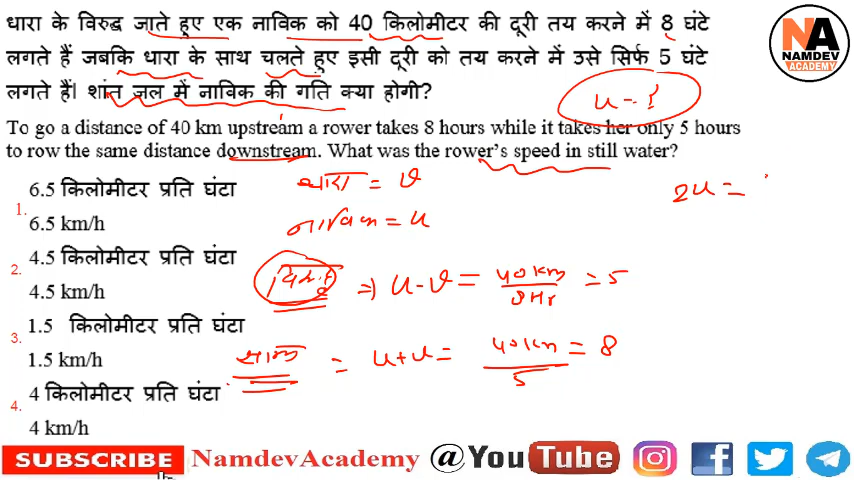 धारा के विरुद्ध जाते हुए एक नाविक को 40 किलोमीटर की दूरी तय करने में 8 घंटे
लगते हैं जबकि धारा के साथ चलते हुए इसी दूरी को तय करने में उसे सिर्फ 5 घंटे
लगते हैं। शांत जल में नाविक की गति क्या होगी?
NA
NAMDEV
ACADEMY
u = ?
To go a distance of 40 km upstream a rower takes 8 hours while it takes her only 5 hours
to row the same distance downstream. What was the rower's speed in still water?
1. 6.5 किलोमीटर प्रति घंटा
6.5 km/h
2. 4.5 किलोमीटर प्रति घंटा
4.5 km/h
3. 1.5 किलोमीटर प्रति घंटा
1.5 km/h
4. 4 किलोमीटर प्रति घंटा
4 km/h
धारा = v
नाविक = u
2u =
⇒ u - v = 40 km / 8 Hr = 5
साथ = u + v = 40 km / 5 = 8
SUBSCRIBE NamdevAcademy @YouTube